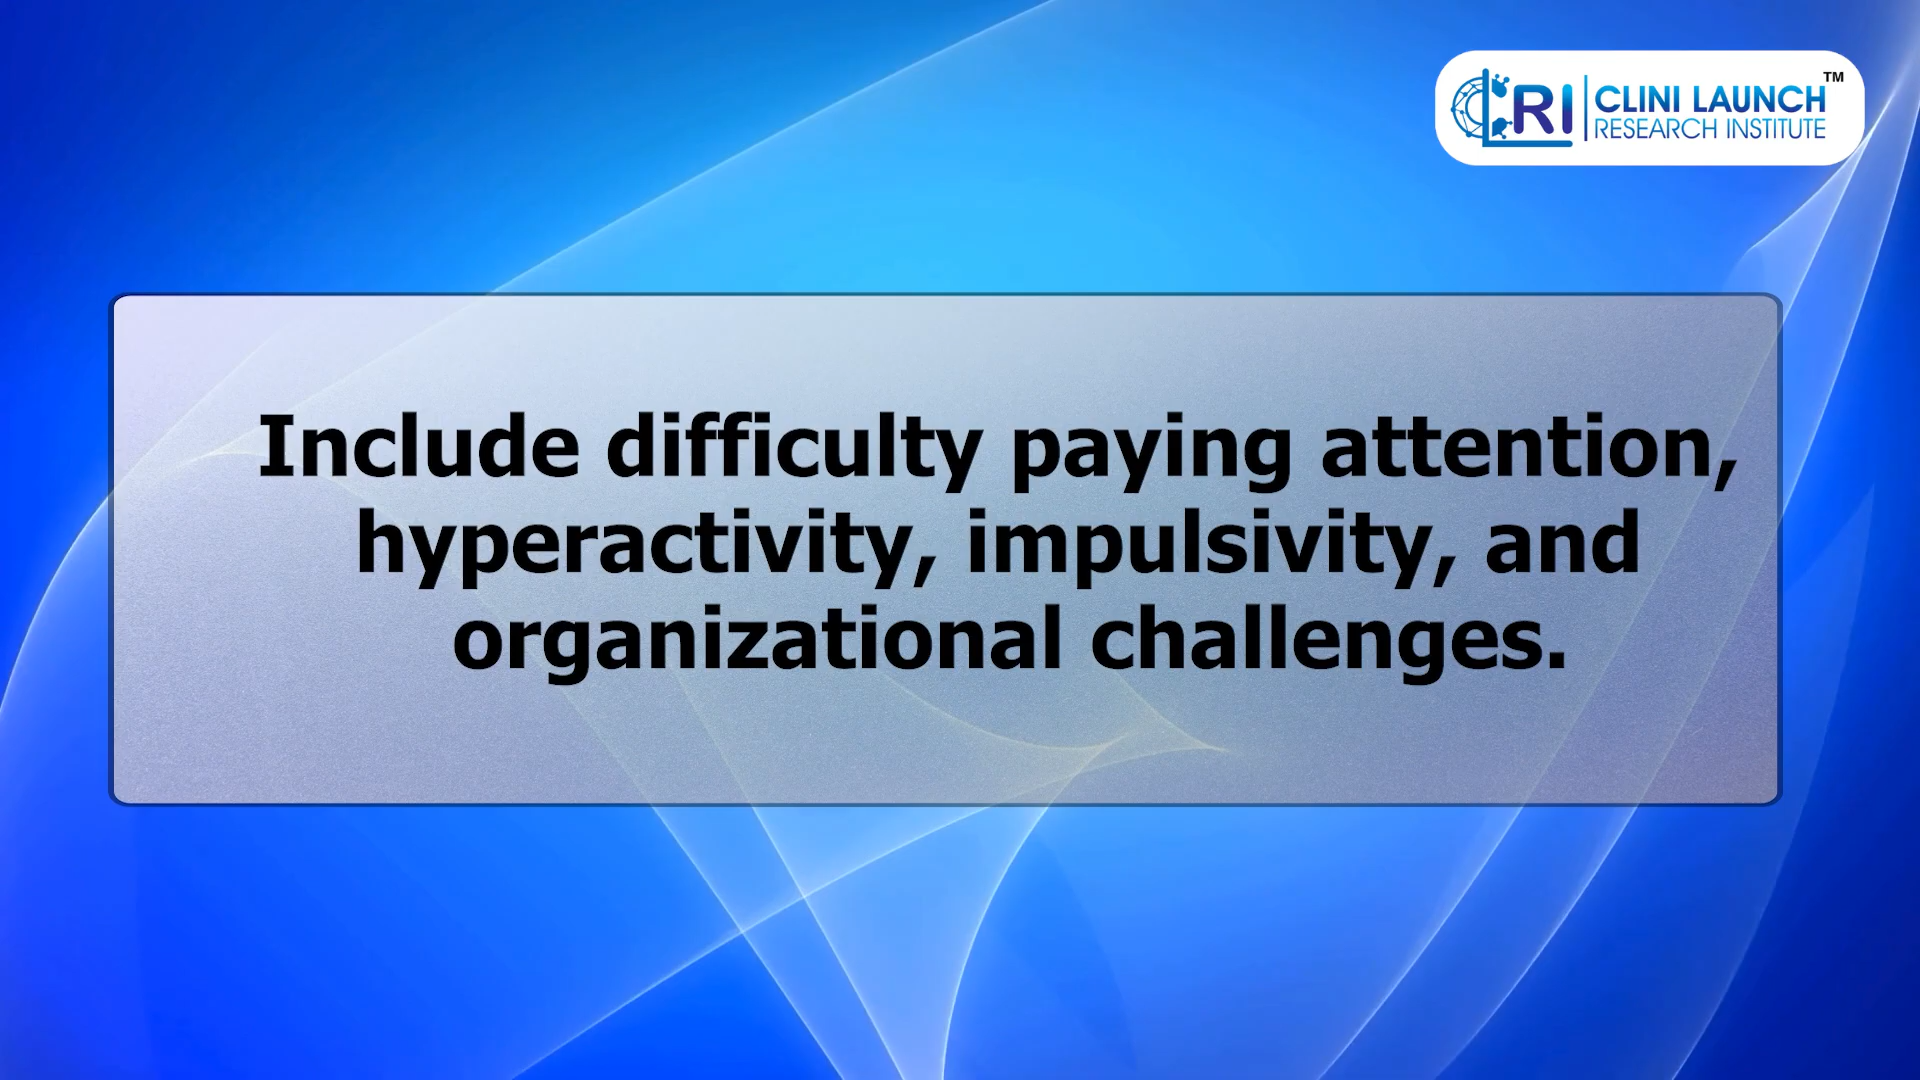 CRI CLINI LAUNCH™
RESEARCH INSTITUTE
Include difficulty paying attention,
hyperactivity, impulsivity, and
organizational challenges.